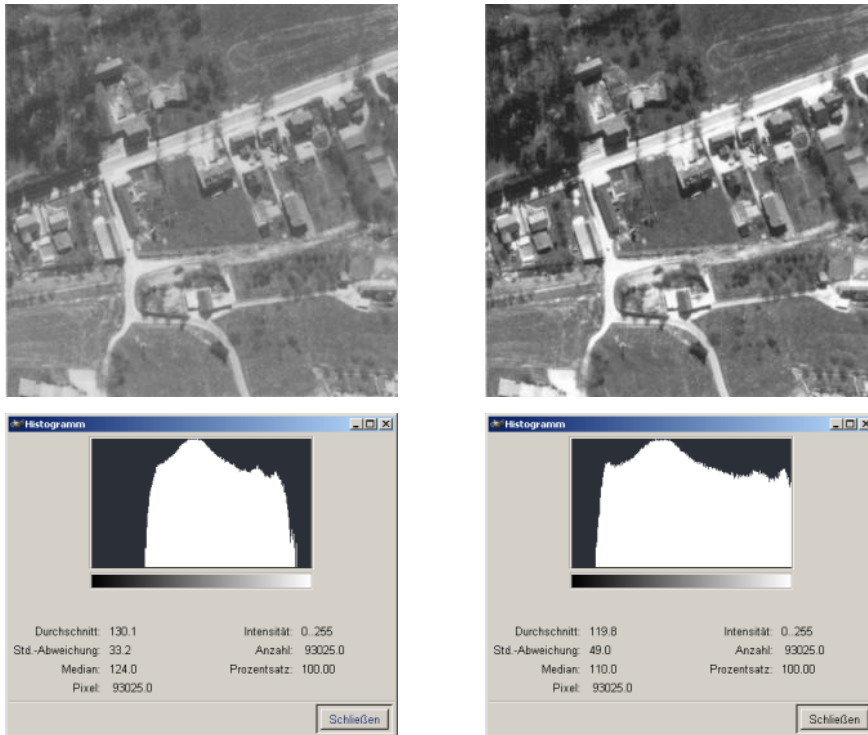 Histogramm
Durchschnitt: 130.1 Intensität: 0..255
Std.-Abweichung: 33.2 Anzahl: 93025.0
Median: 124.0 Prozentsatz: 100.00
Pixel: 93025.0
Schließen
Histogramm
Durchschnitt: 119.8 Intensität: 0..255
Std.-Abweichung: 49.0 Anzahl: 93025.0
Median: 110.0 Prozentsatz: 100.00
Pixel: 93025.0
Schließen